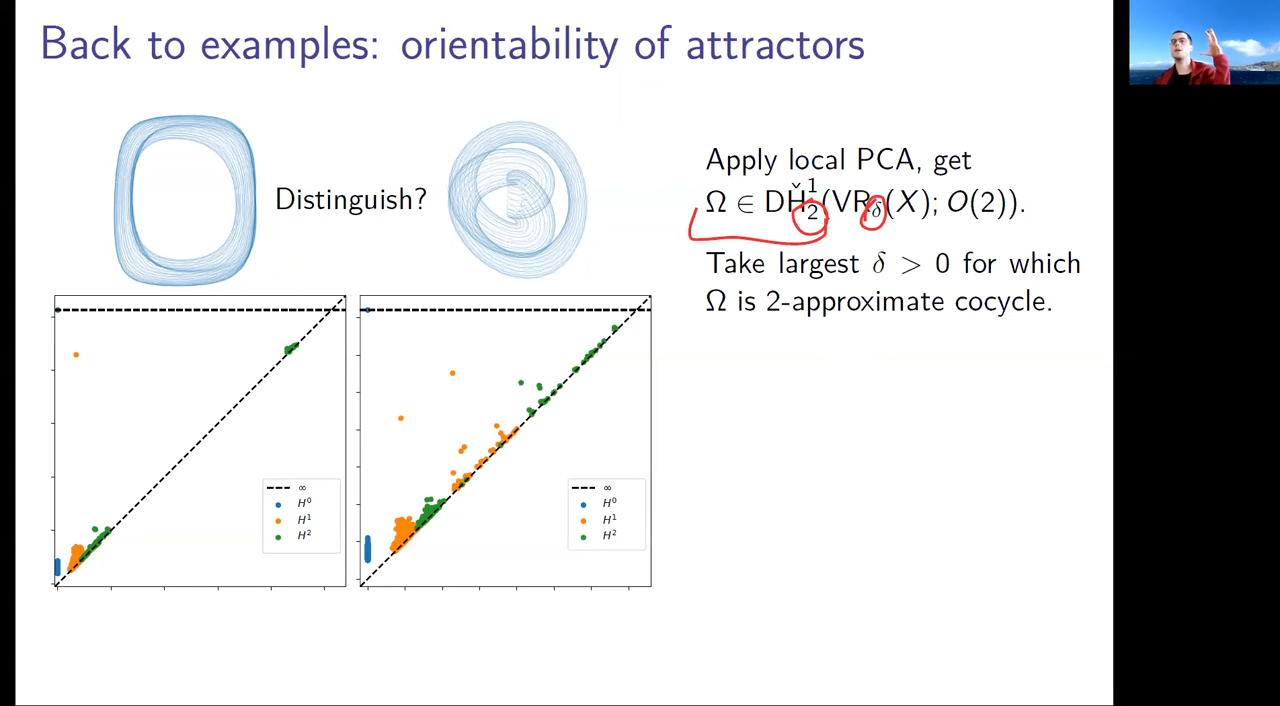 Back to examples: orientability of attractors
Distinguish?
Apply local PCA, get
Ω ∈ DȞ¹₂(VR_δ(X); O(2)).
Take largest δ > 0 for which
Ω is 2-approximate cocycle.
∞
H⁰
H¹
H²
∞
H⁰
H¹
H²